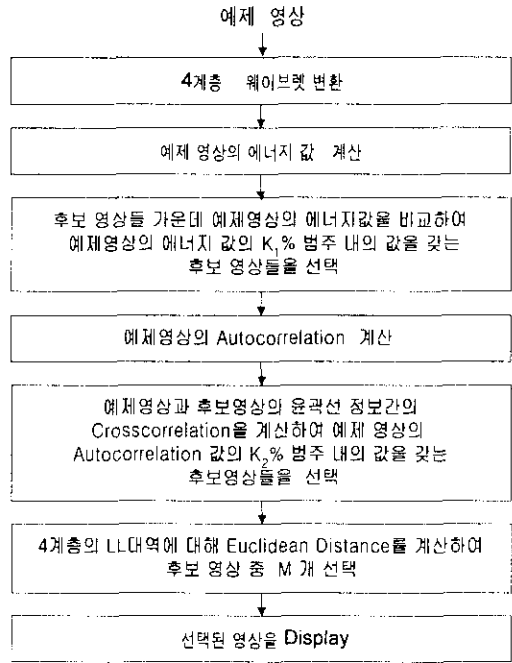 예제 영상
4계층 웨이브렛 변환
예제 영상의 에너지 값 계산
후보 영상들 가운데 예제영상의 에너지값을 비교하여
예제영상의 에너지 값의 K₁% 범주 내의 값을 갖는
후보 영상들을 선택
예제영상의 Autocorrelation 계산
예제영상과 후보영상의 윤곽선 정보간의
Crosscorrelation을 계산하여 예제 영상의
Autocorrelation 값의 K₂% 범주 내의 값을 갖는
후보영상들을 선택
4계층의 LL대역에 대해 Euclidean Distance를 계산하여
후보 영상 중 M 개 선택
선택된 영상을 Display